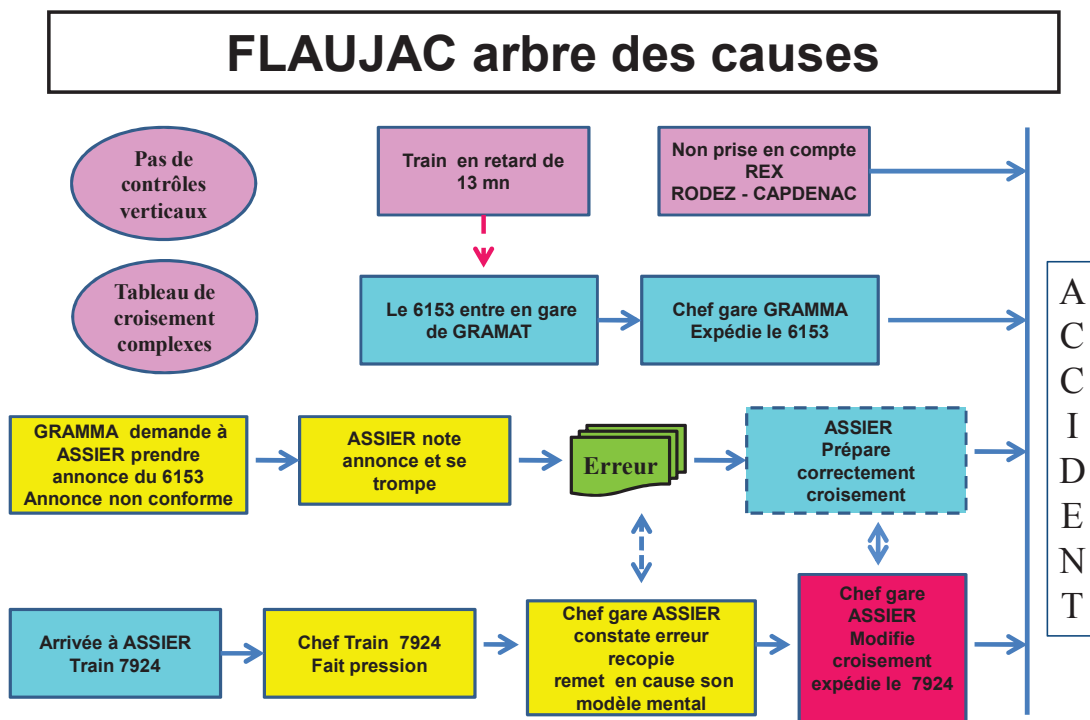 FLAUJAC arbre des causes
Pas de
contrôles
verticaux
Train en retard de
13 mn
Non prise en compte
REX
RODEZ - CAPDENAC
Tableau de
croisement
complexes
Le 6153 entre en gare
de GRAMAT
Chef gare GRAMMA
Expédie le 6153
GRAMMA demande à
ASSIER prendre
annonce du 6153
Annonce non conforme
ASSIER note
annonce et se
trompe
Erreur
ASSIER
Prépare
correctement
croisement
Arrivée à ASSIER
Train 7924
Chef Train 7924
Fait pression
Chef gare ASSIER
constate erreur
recopie
remet en cause son
modèle mental
Chef gare
ASSIER
Modifie
croisement
expédie le 7924
A
C
C
I
D
E
N
T